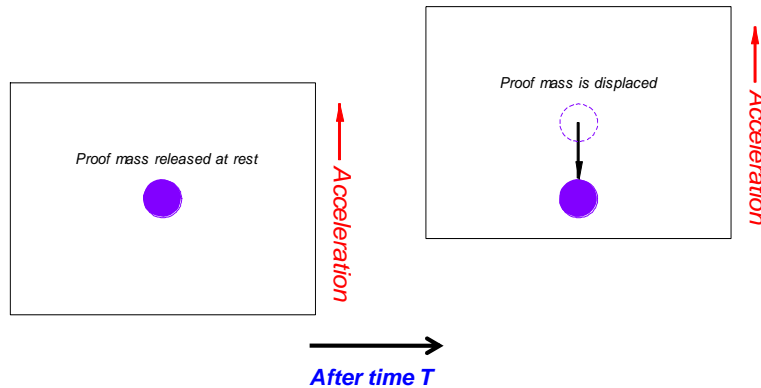 Proof mass released at rest
Acceleration
Proof mass is displaced
Acceleration
After time T